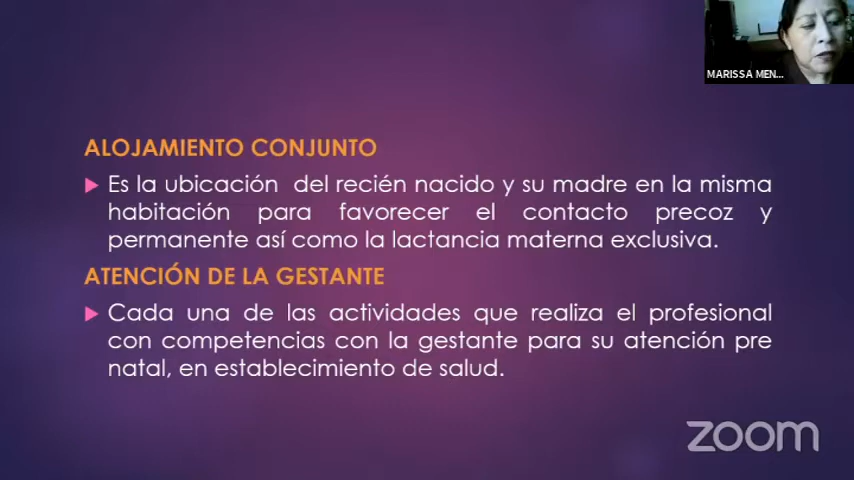 MARISSA MEN...
ALOJAMIENTO CONJUNTO
Es la ubicación del recién nacido y su madre en la misma
habitación para favorecer el contacto precoz y
permanente así como la lactancia materna exclusiva.
ATENCIÓN DE LA GESTANTE
Cada una de las actividades que realiza el profesional
con competencias con la gestante para su atención pre
natal, en establecimiento de salud.
zoom